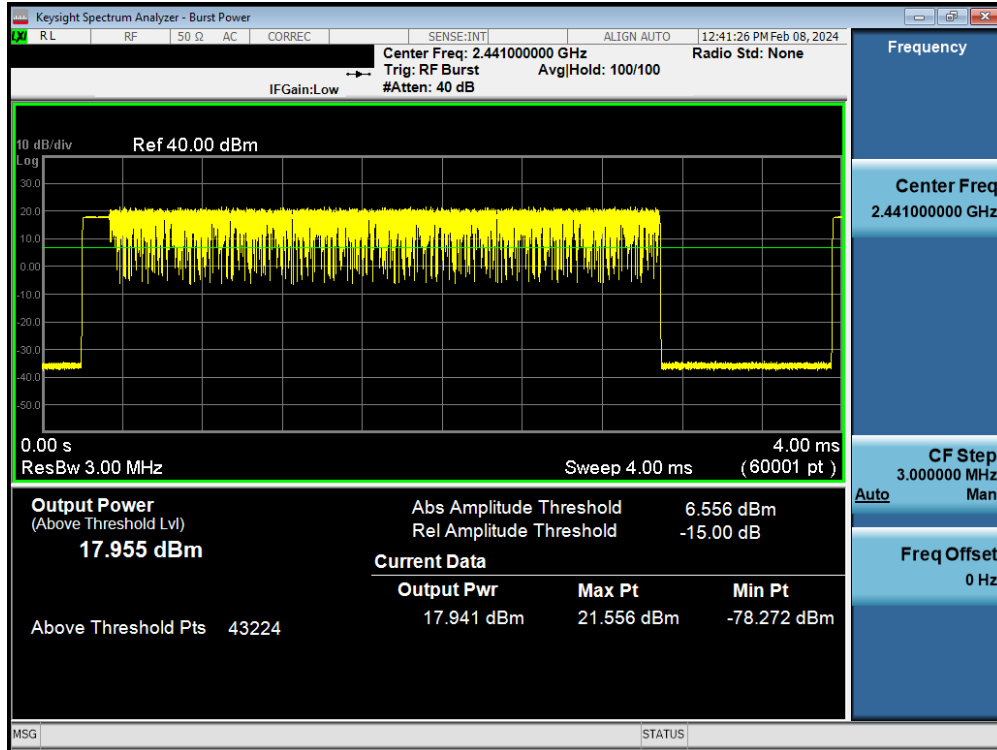 Keysight Spectrum Analyzer - Burst Power
LXI RL RF 50 Ω AC CORREC SENSE:INT ALIGN AUTO 12:41:26 PM Feb 08, 2024
Center Freq: 2.441000000 GHz Radio Std: None
Trig: RF Burst Avg|Hold: 100/100
IFGain:Low #Atten: 40 dB
10 dB/div Ref 40.00 dBm
Log
30.0
20.0
10.0
0.00
-10.0
-20.0
-30.0
-40.0
-50.0
0.00 s 4.00 ms
ResBw 3.00 MHz Sweep 4.00 ms (60001 pt)
Output Power
(Above Threshold Lvl)
17.955 dBm
Above Threshold Pts 43224
Abs Amplitude Threshold 6.556 dBm
Rel Amplitude Threshold -15.00 dB
Current Data
Output Pwr Max Pt Min Pt
17.941 dBm 21.556 dBm -78.272 dBm
Frequency
Center Freq
2.441000000 GHz
CF Step
3.000000 MHz
Auto Man
Freq Offset
0 Hz
MSG STATUS